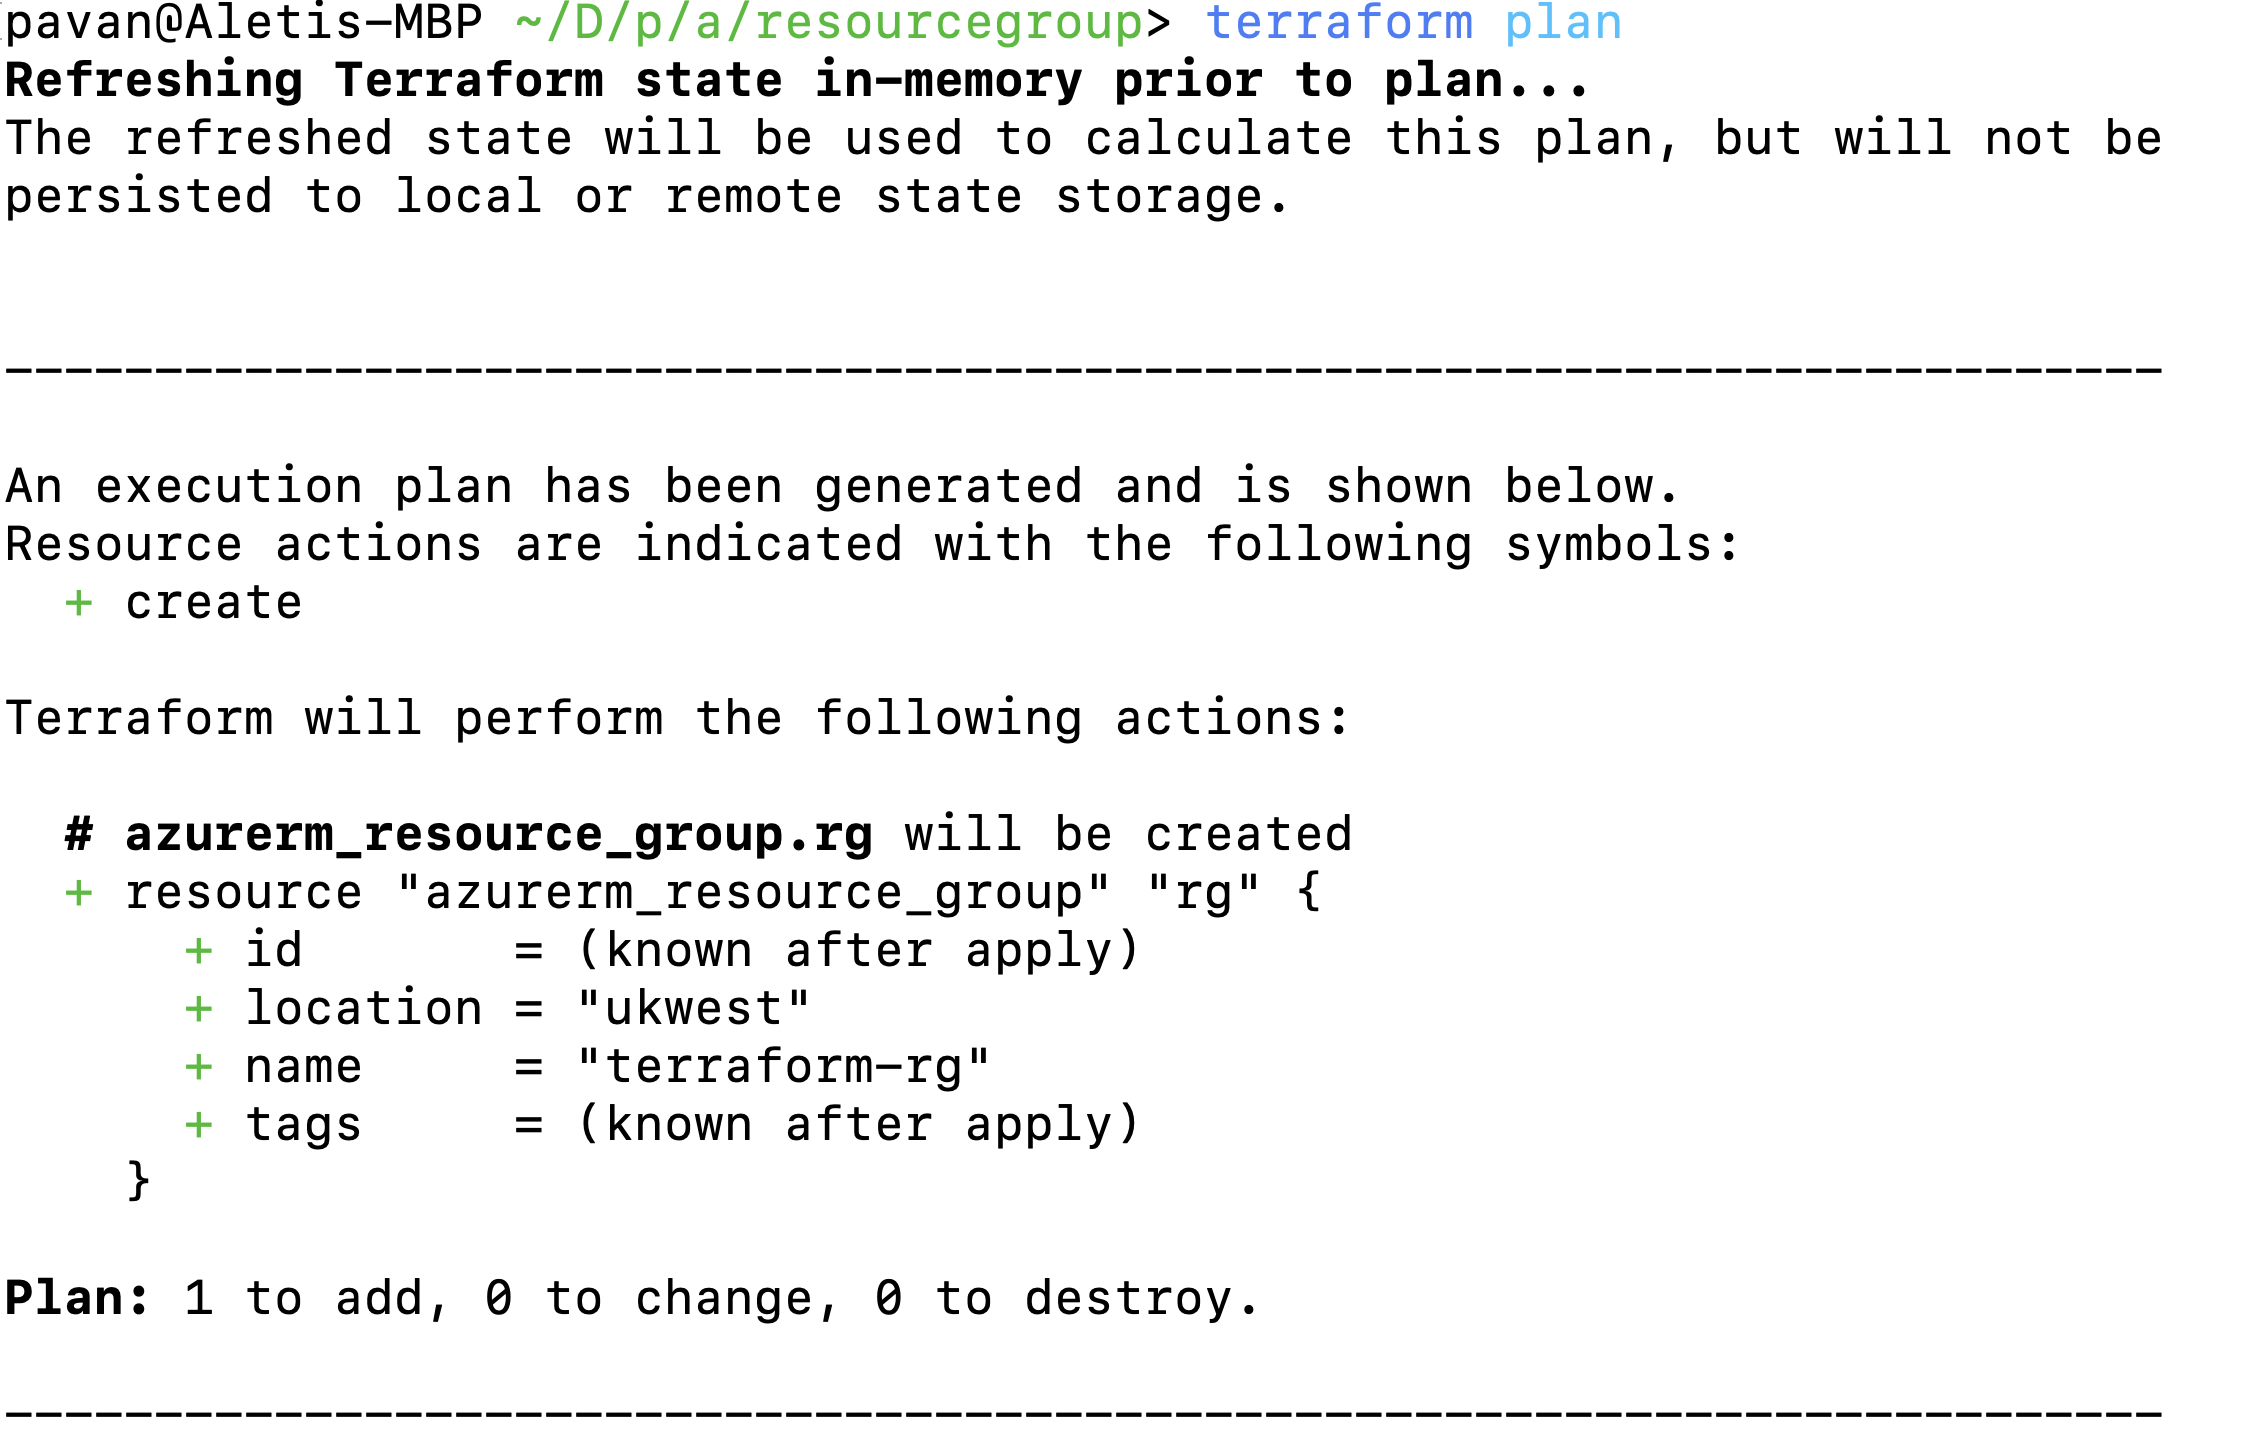 pavan@Aletis-MBP ~/D/p/a/resourcegroup> terraform plan
Refreshing Terraform state in-memory prior to plan...
The refreshed state will be used to calculate this plan, but will not be
persisted to local or remote state storage.


------------------------------------------------------------------------

An execution plan has been generated and is shown below.
Resource actions are indicated with the following symbols:
  + create

Terraform will perform the following actions:

  # azurerm_resource_group.rg will be created
  + resource "azurerm_resource_group" "rg" {
      + id       = (known after apply)
      + location = "ukwest"
      + name     = "terraform-rg"
      + tags     = (known after apply)
    }

Plan: 1 to add, 0 to change, 0 to destroy.

------------------------------------------------------------------------